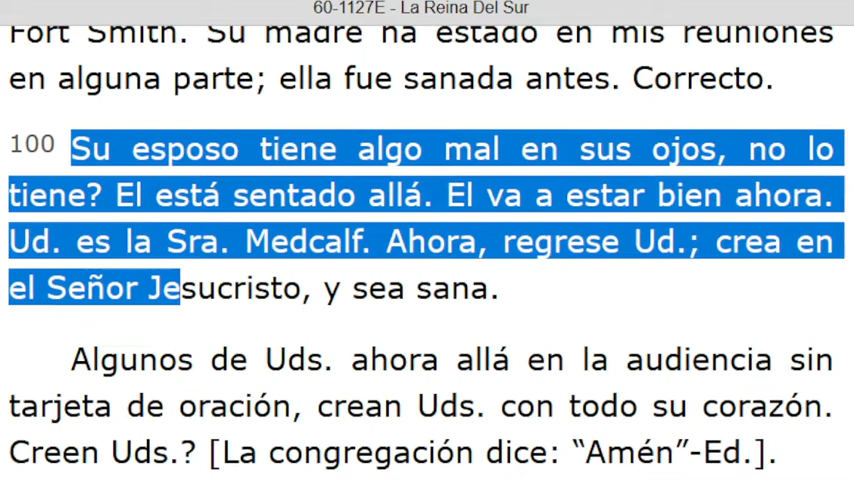 60-1127E - La Reina Del Sur
Fort Smith. Su madre ha estado en mis reuniones
en alguna parte; ella fue sanada antes. Correcto.
100 Su esposo tiene algo mal en sus ojos, no lo
tiene? El está sentado allá. El va a estar bien ahora.
Ud. es la Sra. Medcalf. Ahora, regrese Ud.; crea en
el Señor Jesucristo, y sea sana.
Algunos de Uds. ahora allá en la audiencia sin
tarjeta de oración, crean Uds. con todo su corazón.
Creen Uds.? [La congregación dice: “Amén”-Ed.].